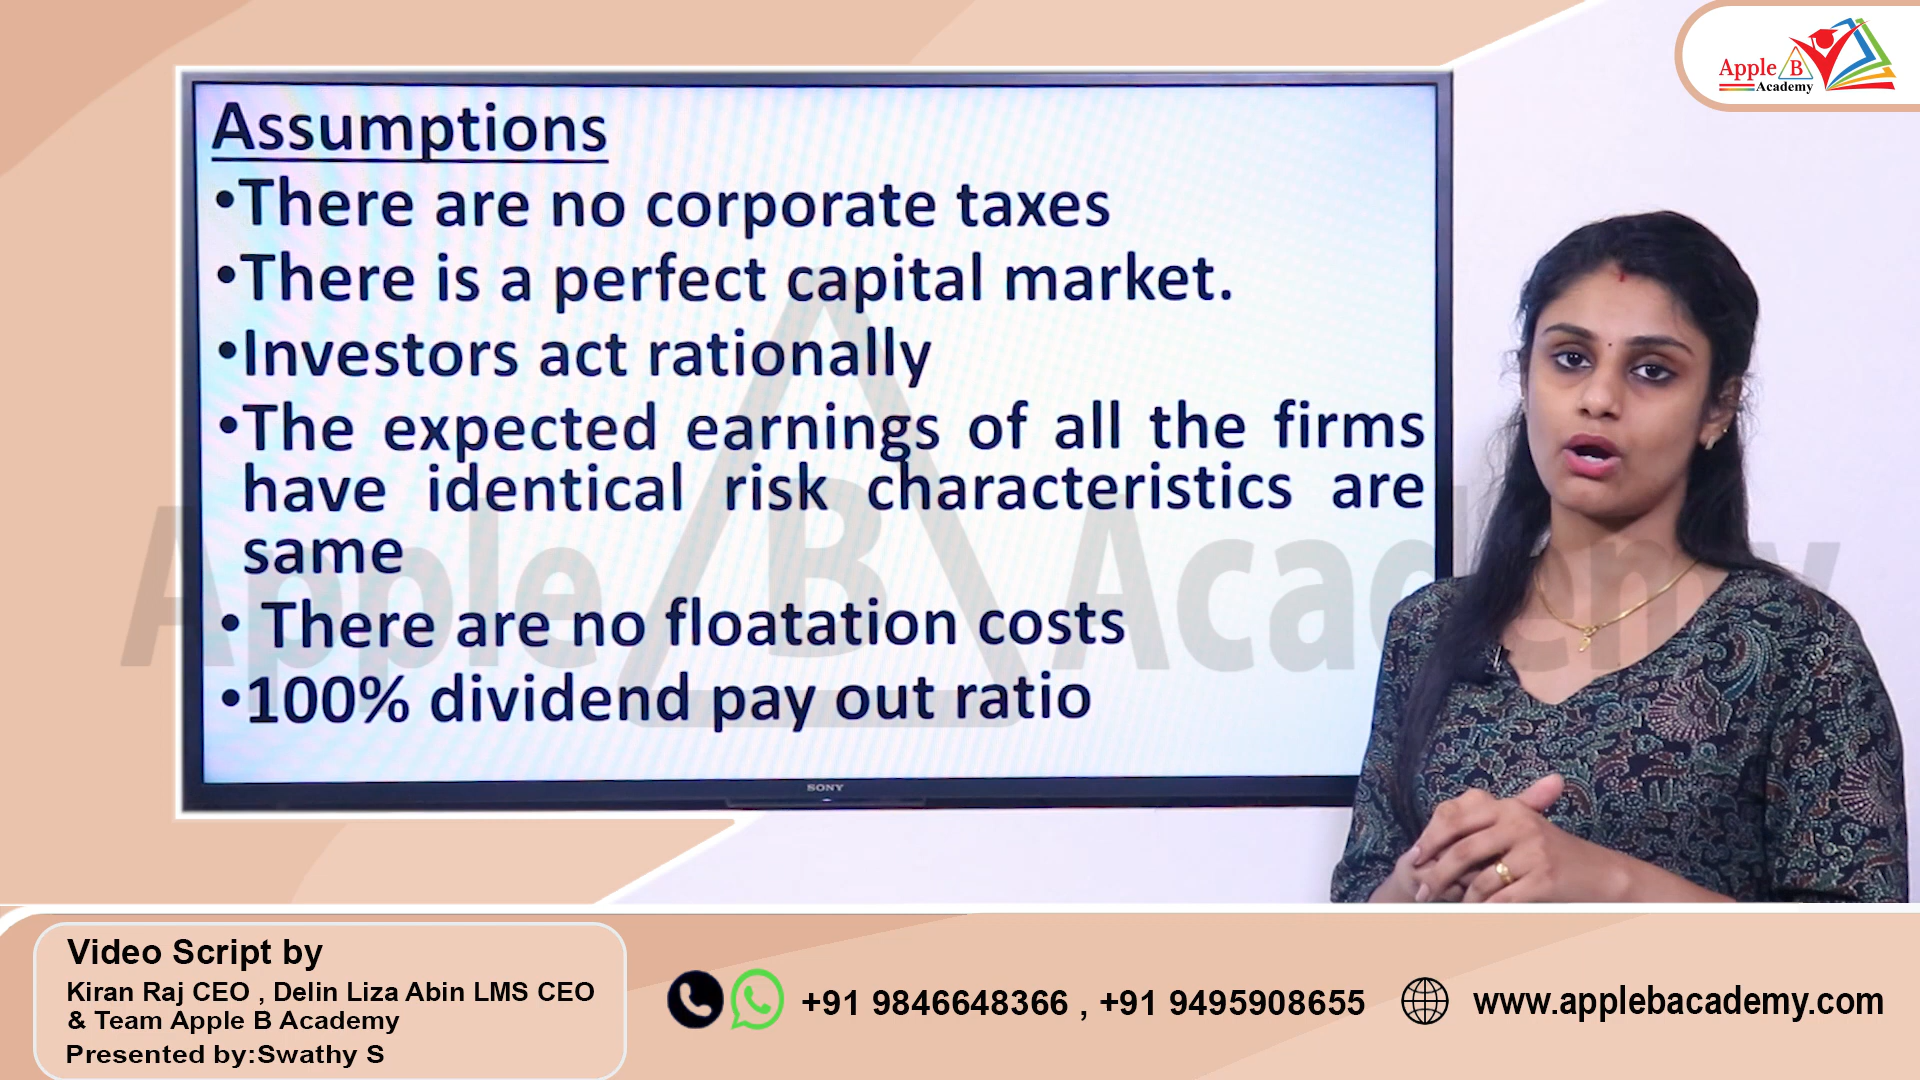 Apple B
Academy
Assumptions
•There are no corporate taxes
•There is a perfect capital market.
•Investors act rationally
•The expected earnings of all the firms
have identical risk characteristics are
same
• There are no floatation costs
•100% dividend pay out ratio
Apple B Academy
SONY
Video Script by
Kiran Raj CEO , Delin Liza Abin LMS CEO
& Team Apple B Academy
Presented by:Swathy S
+91 9846648366 , +91 9495908655
www.applebacademy.com